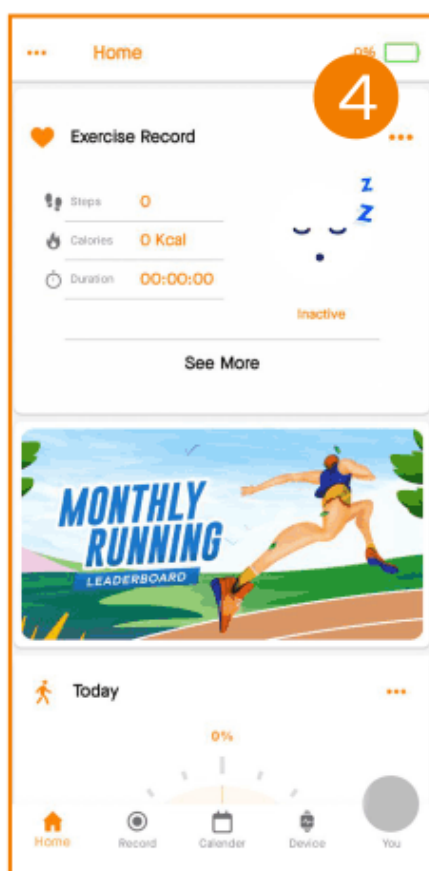 Home
0%
4
Exercise Record
Steps 0
Calories 0 Kcal
Duration 00:00:00
z
Z
Inactive
See More
MONTHLY
RUNNING
LEADERBOARD
Today
0%
Home Record Calender Device You